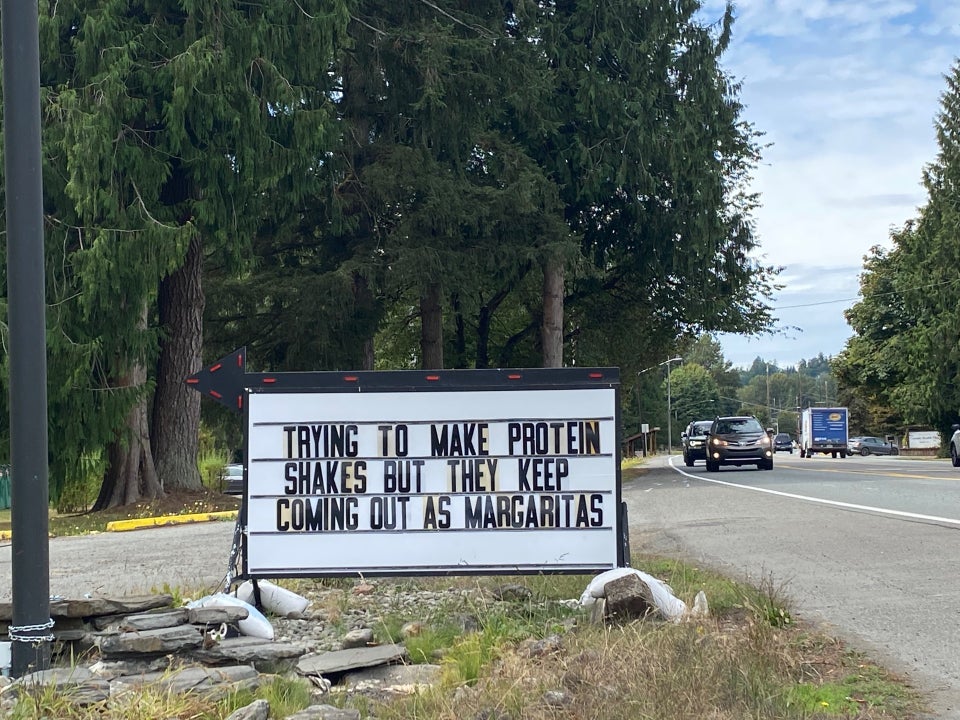 TRYING TO MAKE PROTEIN
SHAKES BUT THEY KEEP
COMING OUT AS MARGARITAS